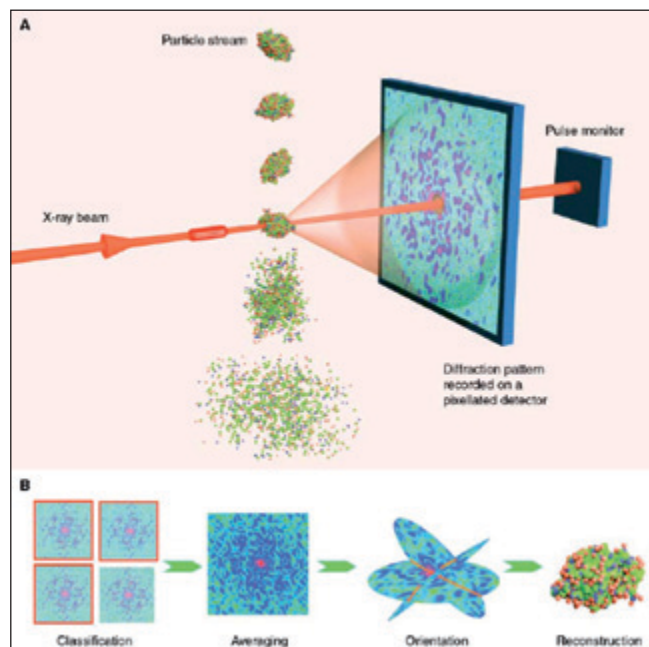 A
Particle stream
Pulse monitor
X-ray beam
Diffraction pattern
recorded on a
pixellated detector
B
Classification
Averaging
Orientation
Reconstruction